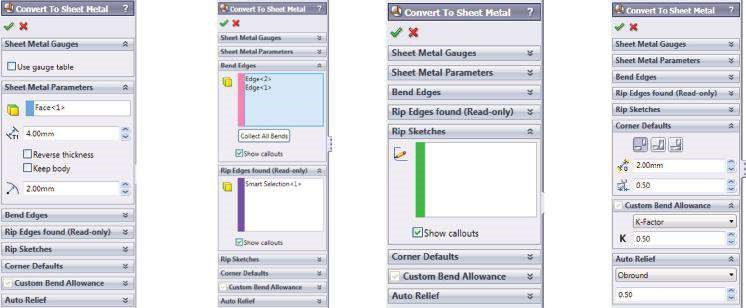 Convert To Sheet Metal ?
Sheet Metal Gauges
Use gauge table
Sheet Metal Parameters
Face<1>
4.00mm
Reverse thickness
Keep body
2.00mm
Bend Edges
Rip Edges found (Read-only)
Rip Sketches
Corner Defaults
Custom Bend Allowance
Auto Relief
Convert To Sheet Metal ?
Sheet Metal Gauges
Sheet Metal Parameters
Bend Edges
Edge<2>
Edge<1>
Collect All Bends
Show callouts
Rip Edges found (Read-only)
Smart Selection<1>
Show callouts
Rip Sketches
Corner Defaults
Custom Bend Allowance
Auto Relief
Convert To Sheet Metal ?
Sheet Metal Gauges
Sheet Metal Parameters
Bend Edges
Rip Edges found (Read-only)
Rip Sketches
Show callouts
Corner Defaults
Custom Bend Allowance
Auto Relief
Convert To Sheet Metal ?
Sheet Metal Gauges
Sheet Metal Parameters
Bend Edges
Rip Edges found (Read-only)
Rip Sketches
Corner Defaults
2.00mm
0.50
Custom Bend Allowance
K-Factor
K 0.50
Auto Relief
Obround
0.50